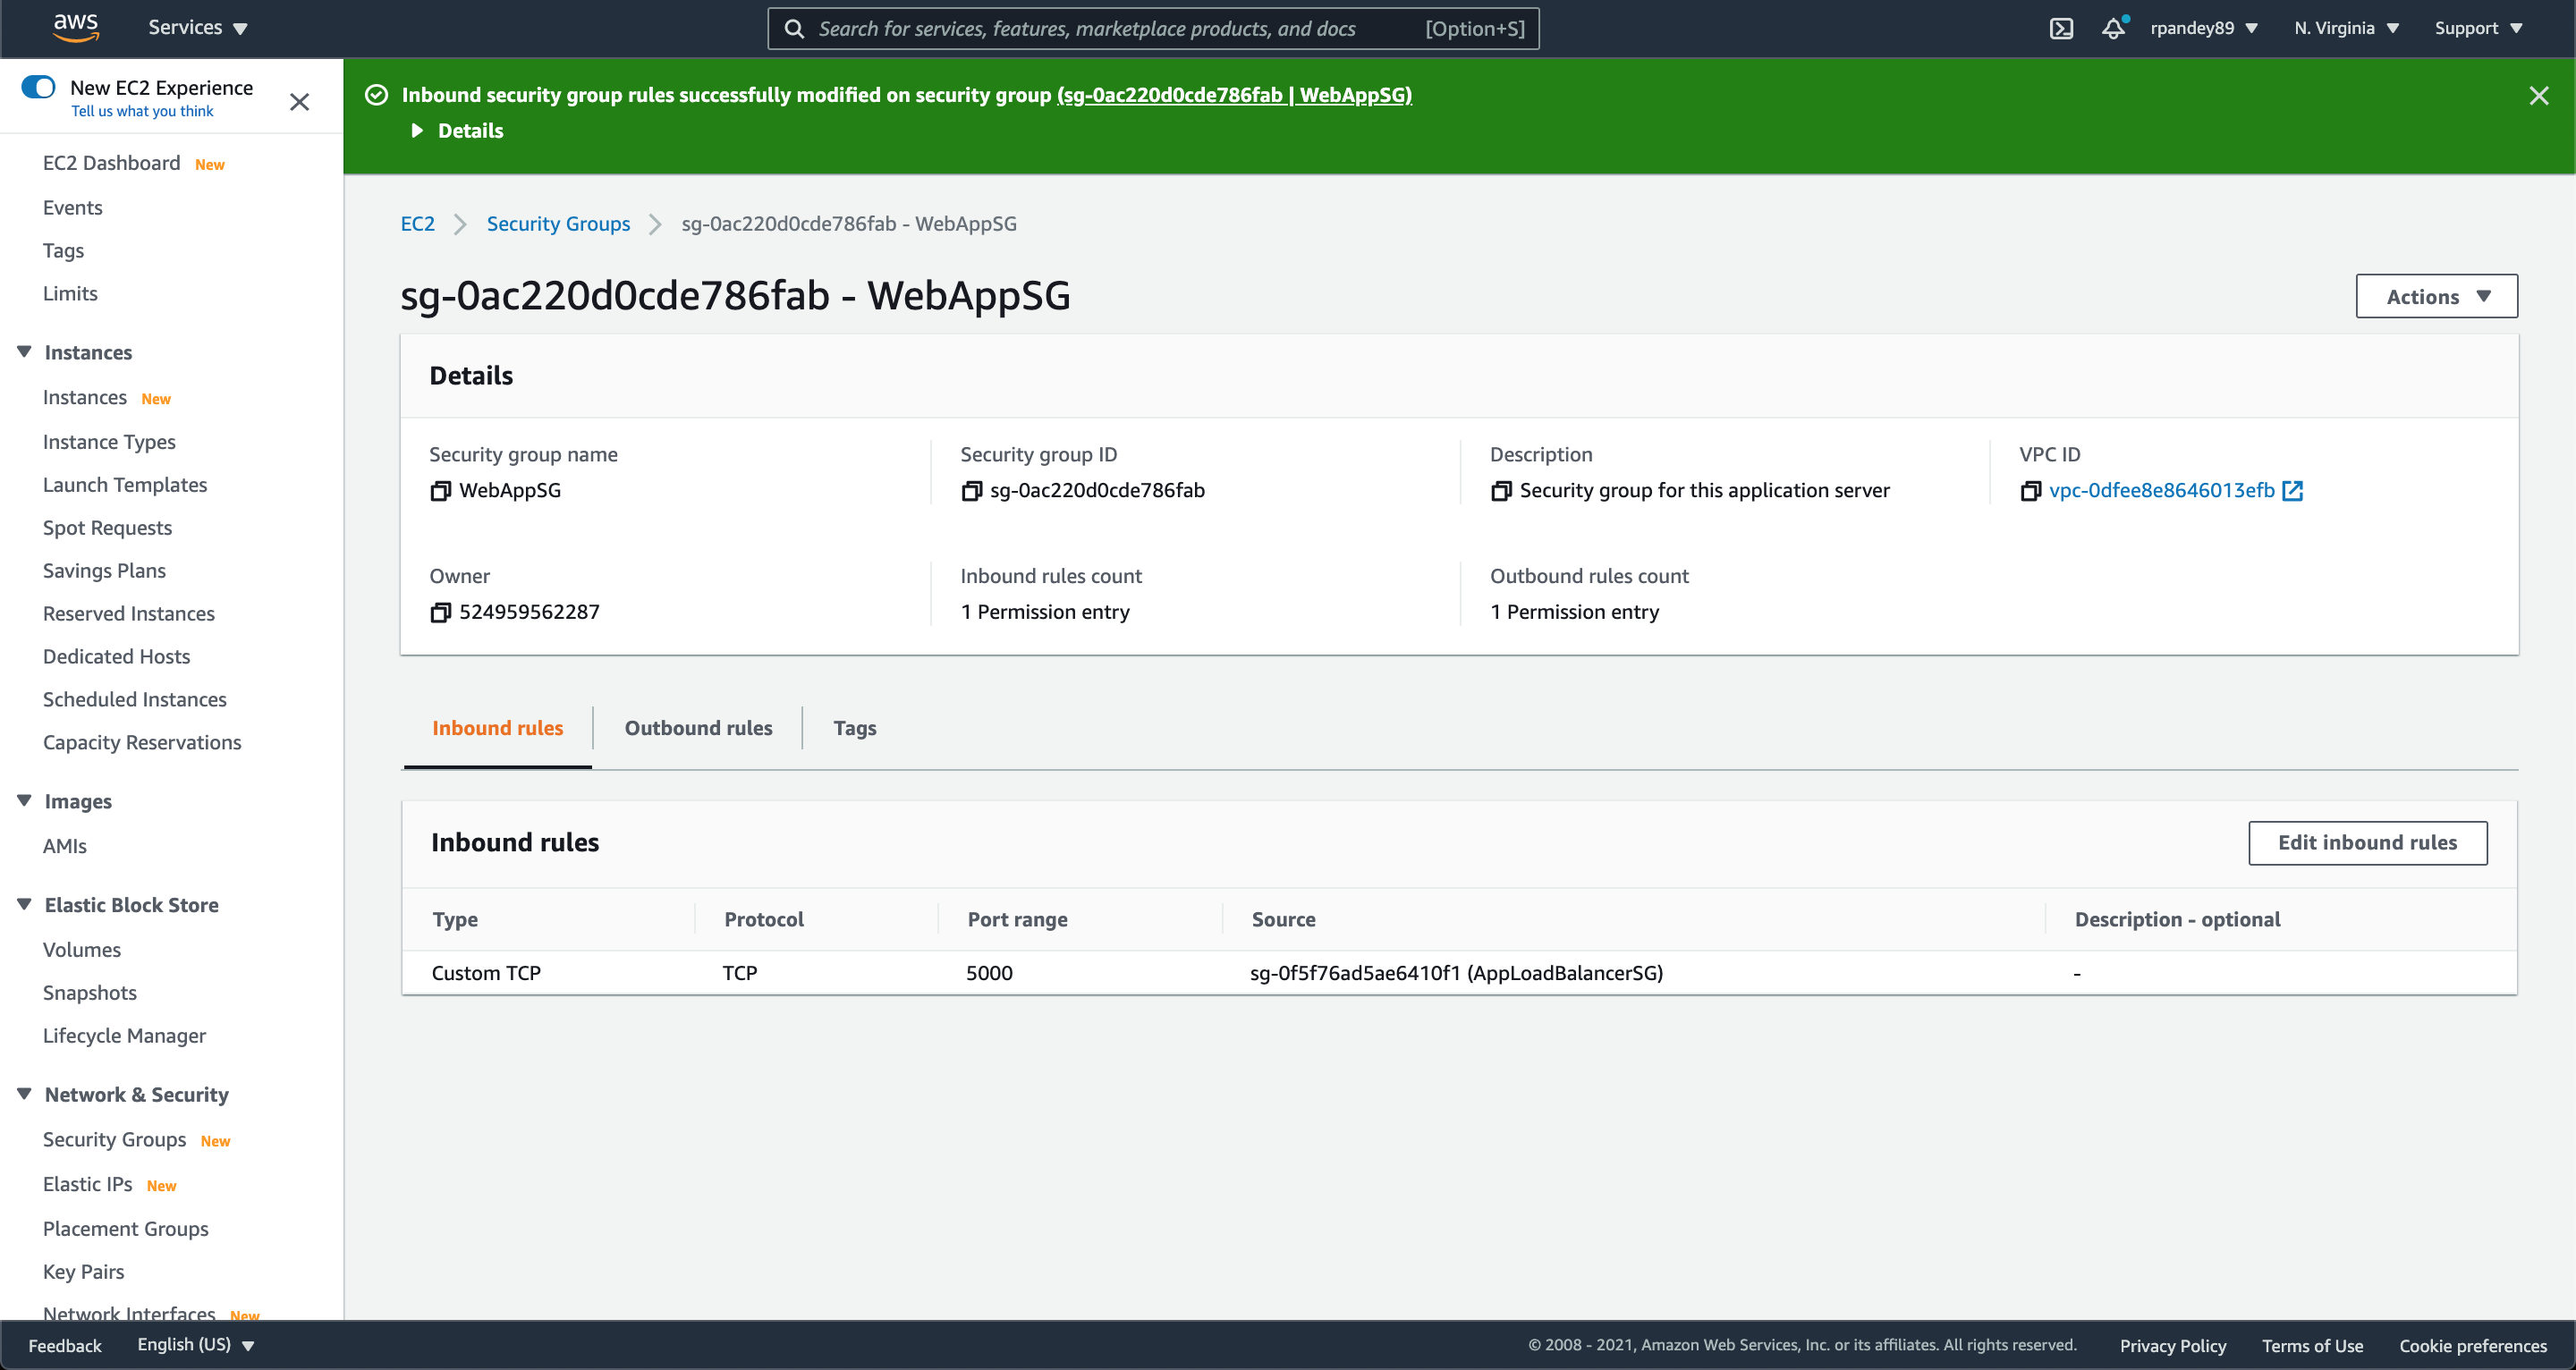 aws Services Search for services, features, marketplace products, and docs [Option+S] rpandey89 N. Virginia Support
New EC2 Experience
Tell us what you think
EC2 Dashboard New
Events
Tags
Limits
Instances
Instances New
Instance Types
Launch Templates
Spot Requests
Savings Plans
Reserved Instances
Dedicated Hosts
Scheduled Instances
Capacity Reservations
Images
AMIs
Elastic Block Store
Volumes
Snapshots
Lifecycle Manager
Network & Security
Security Groups New
Elastic IPs New
Placement Groups
Key Pairs
Network Interfaces New
Inbound security group rules successfully modified on security group (sg-0ac220d0cde786fab | WebAppSG)
Details
EC2 Security Groups sg-0ac220d0cde786fab - WebAppSG
sg-0ac220d0cde786fab - WebAppSG
Actions
Details
Security group name Security group ID Description VPC ID
WebAppSG sg-0ac220d0cde786fab Security group for this application server vpc-0dfee8e8646013efb
Owner Inbound rules count Outbound rules count
524959562287 1 Permission entry 1 Permission entry
Inbound rules Outbound rules Tags
Inbound rules Edit inbound rules
Type Protocol Port range Source Description - optional
Custom TCP TCP 5000 sg-0f5f76ad5ae6410f1 (AppLoadBalancerSG) -
Feedback English (US) © 2008 - 2021, Amazon Web Services, Inc. or its affiliates. All rights reserved. Privacy Policy Terms of Use Cookie preferences